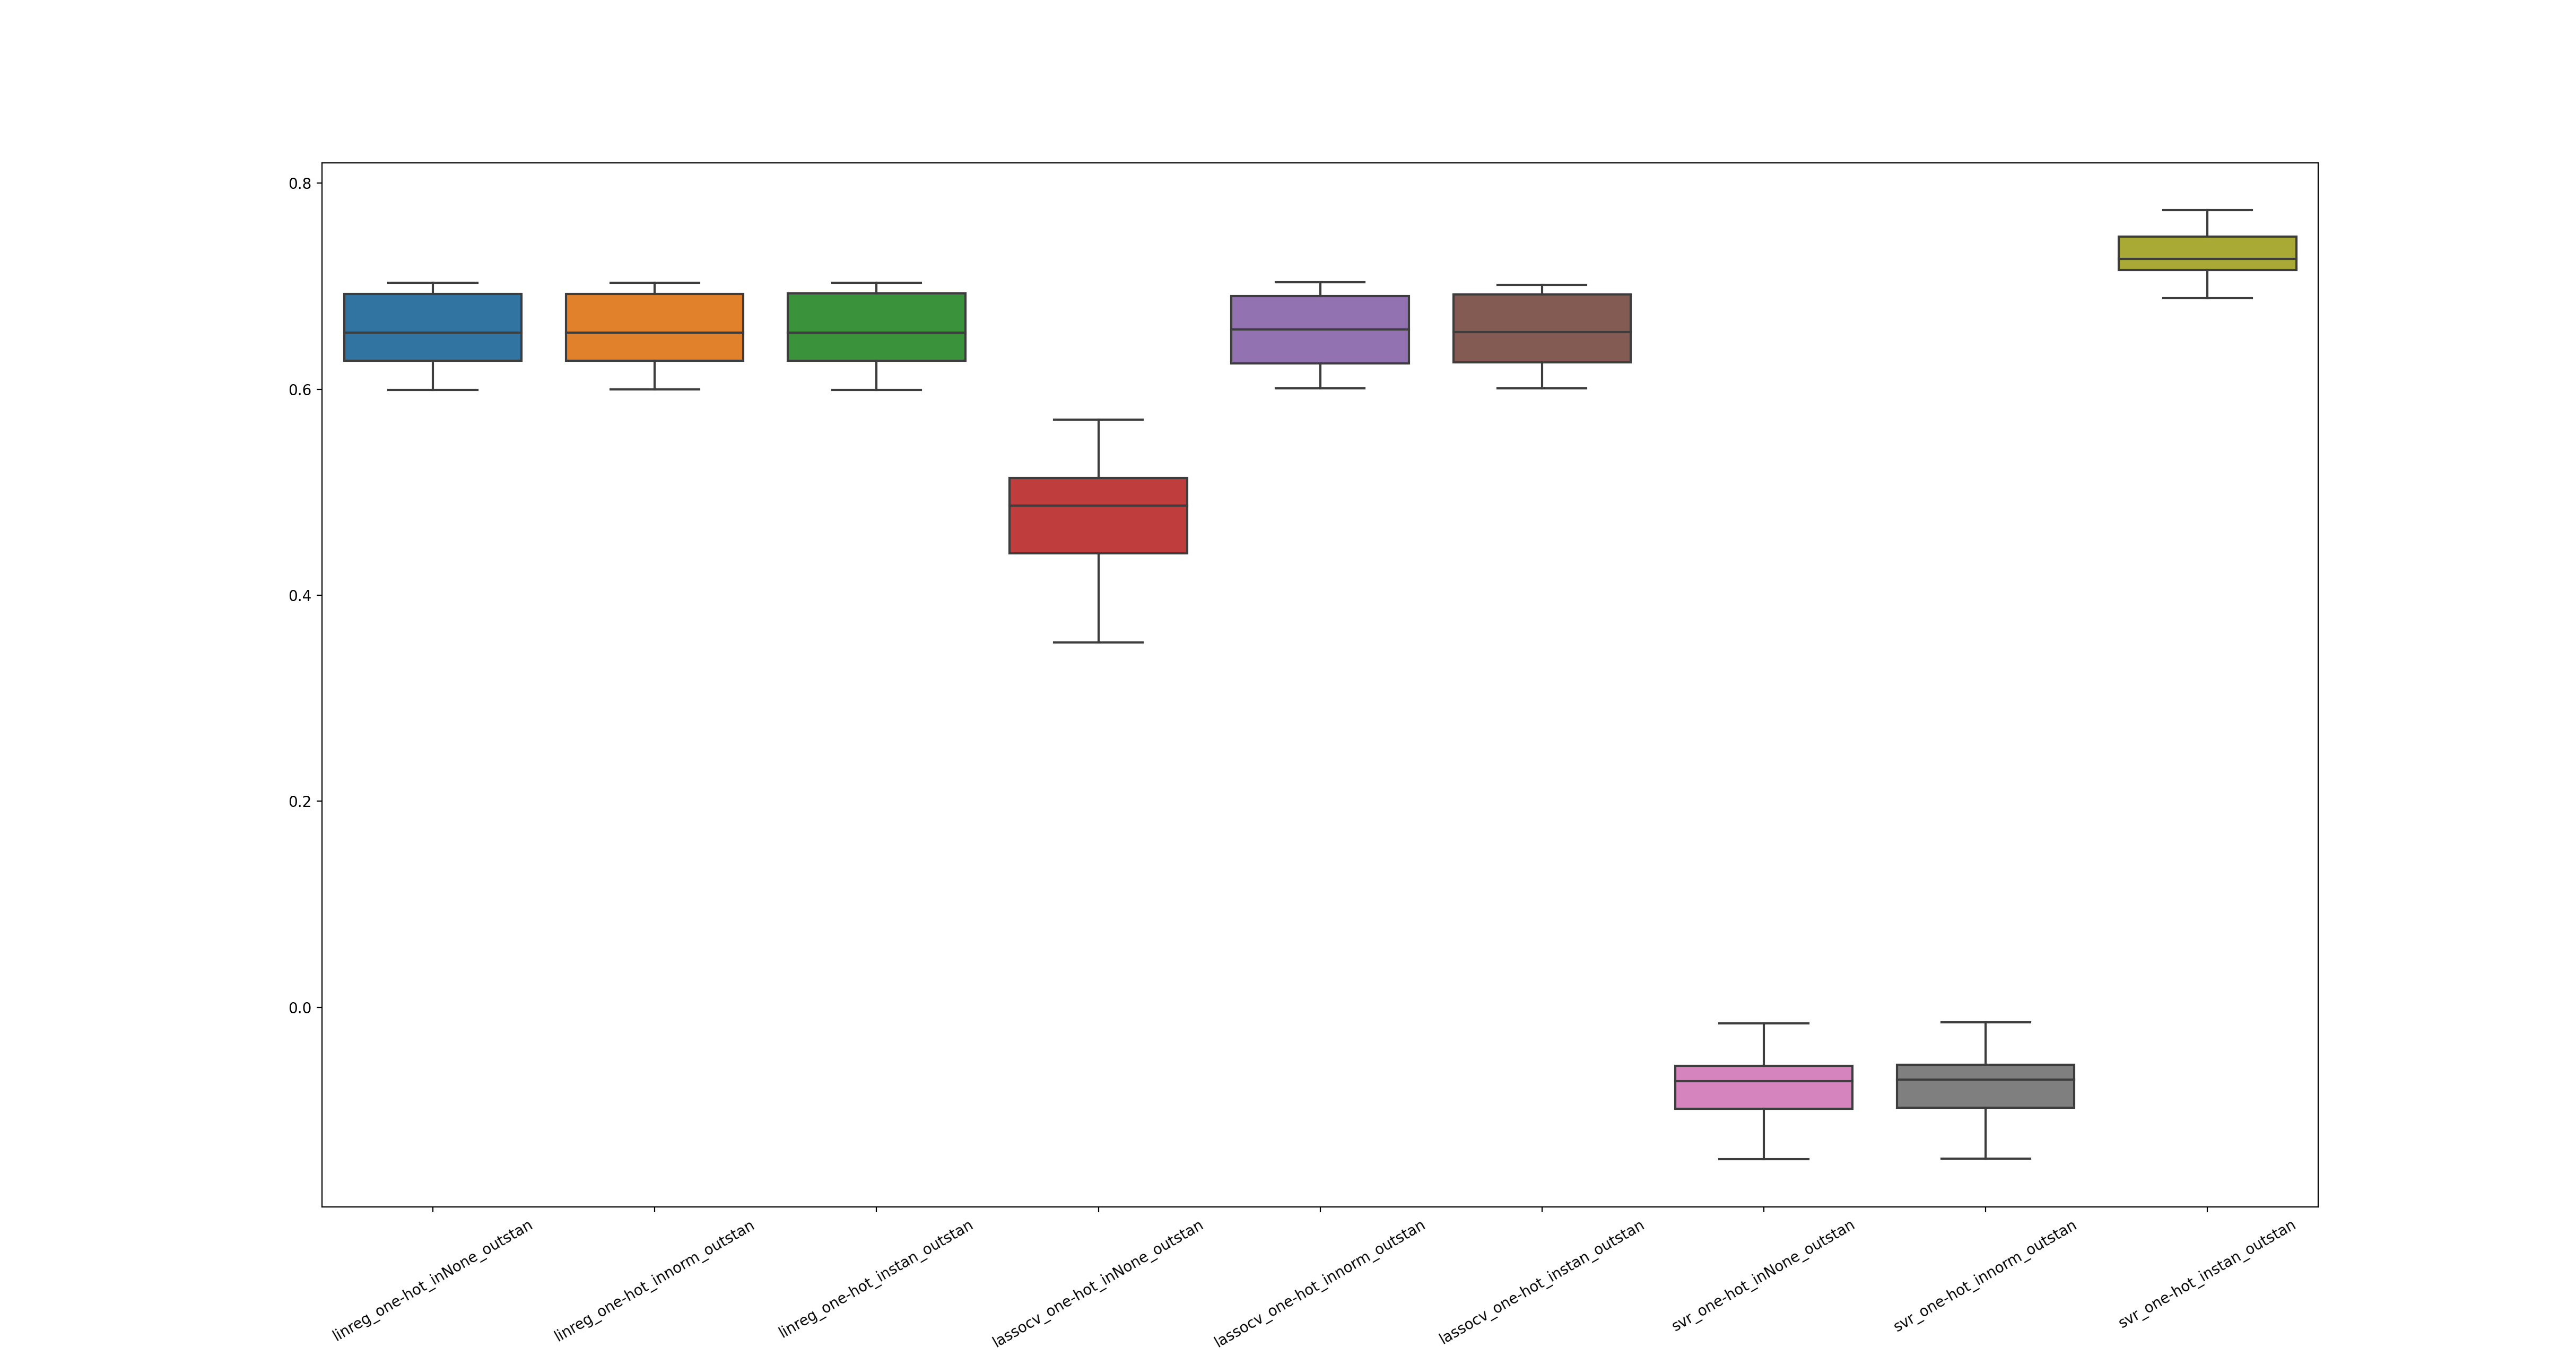 0.8
0.6
0.4
0.2
0.0
linreg_one-hot_inNone_outstan
linreg_one-hot_innorm_outstan
linreg_one-hot_instan_outstan
lassocv_one-hot_inNone_outstan
lassocv_one-hot_innorm_outstan
lassocv_one-hot_instan_outstan
svr_one-hot_inNone_outstan
svr_one-hot_innorm_outstan
svr_one-hot_instan_outstan